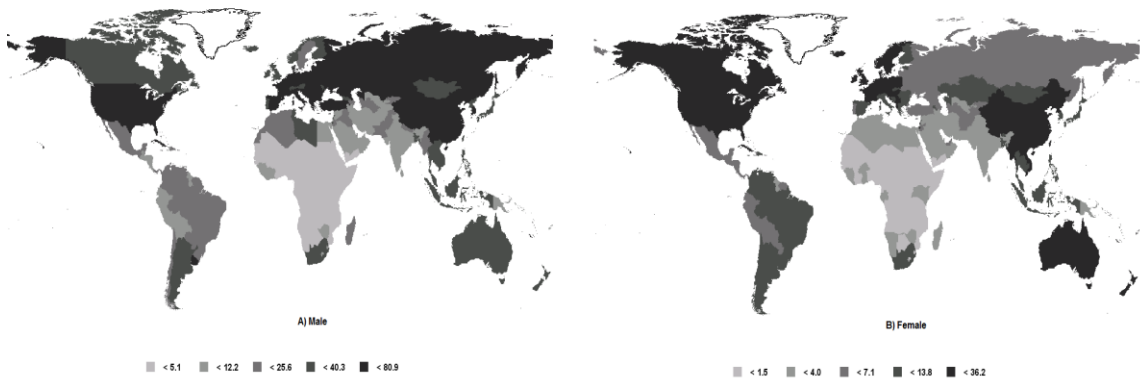 A) Male
< 5.1 < 12.2 < 25.6 < 40.3 < 80.9
B) Female
< 1.5 < 4.0 < 7.1 < 13.8 < 36.2